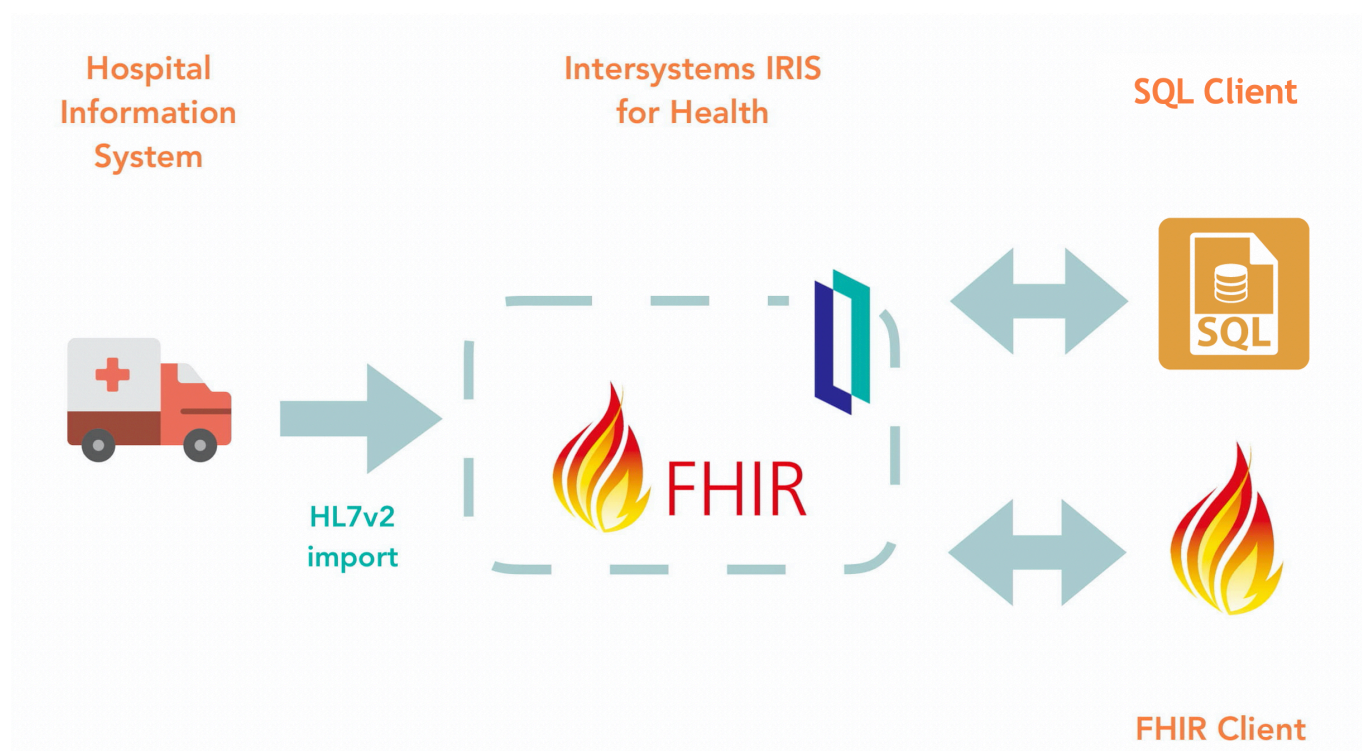 Hospital
Information
System
Intersystems IRIS
for Health
SQL Client
SQL
HL7v2
import
FHIR
FHIR Client